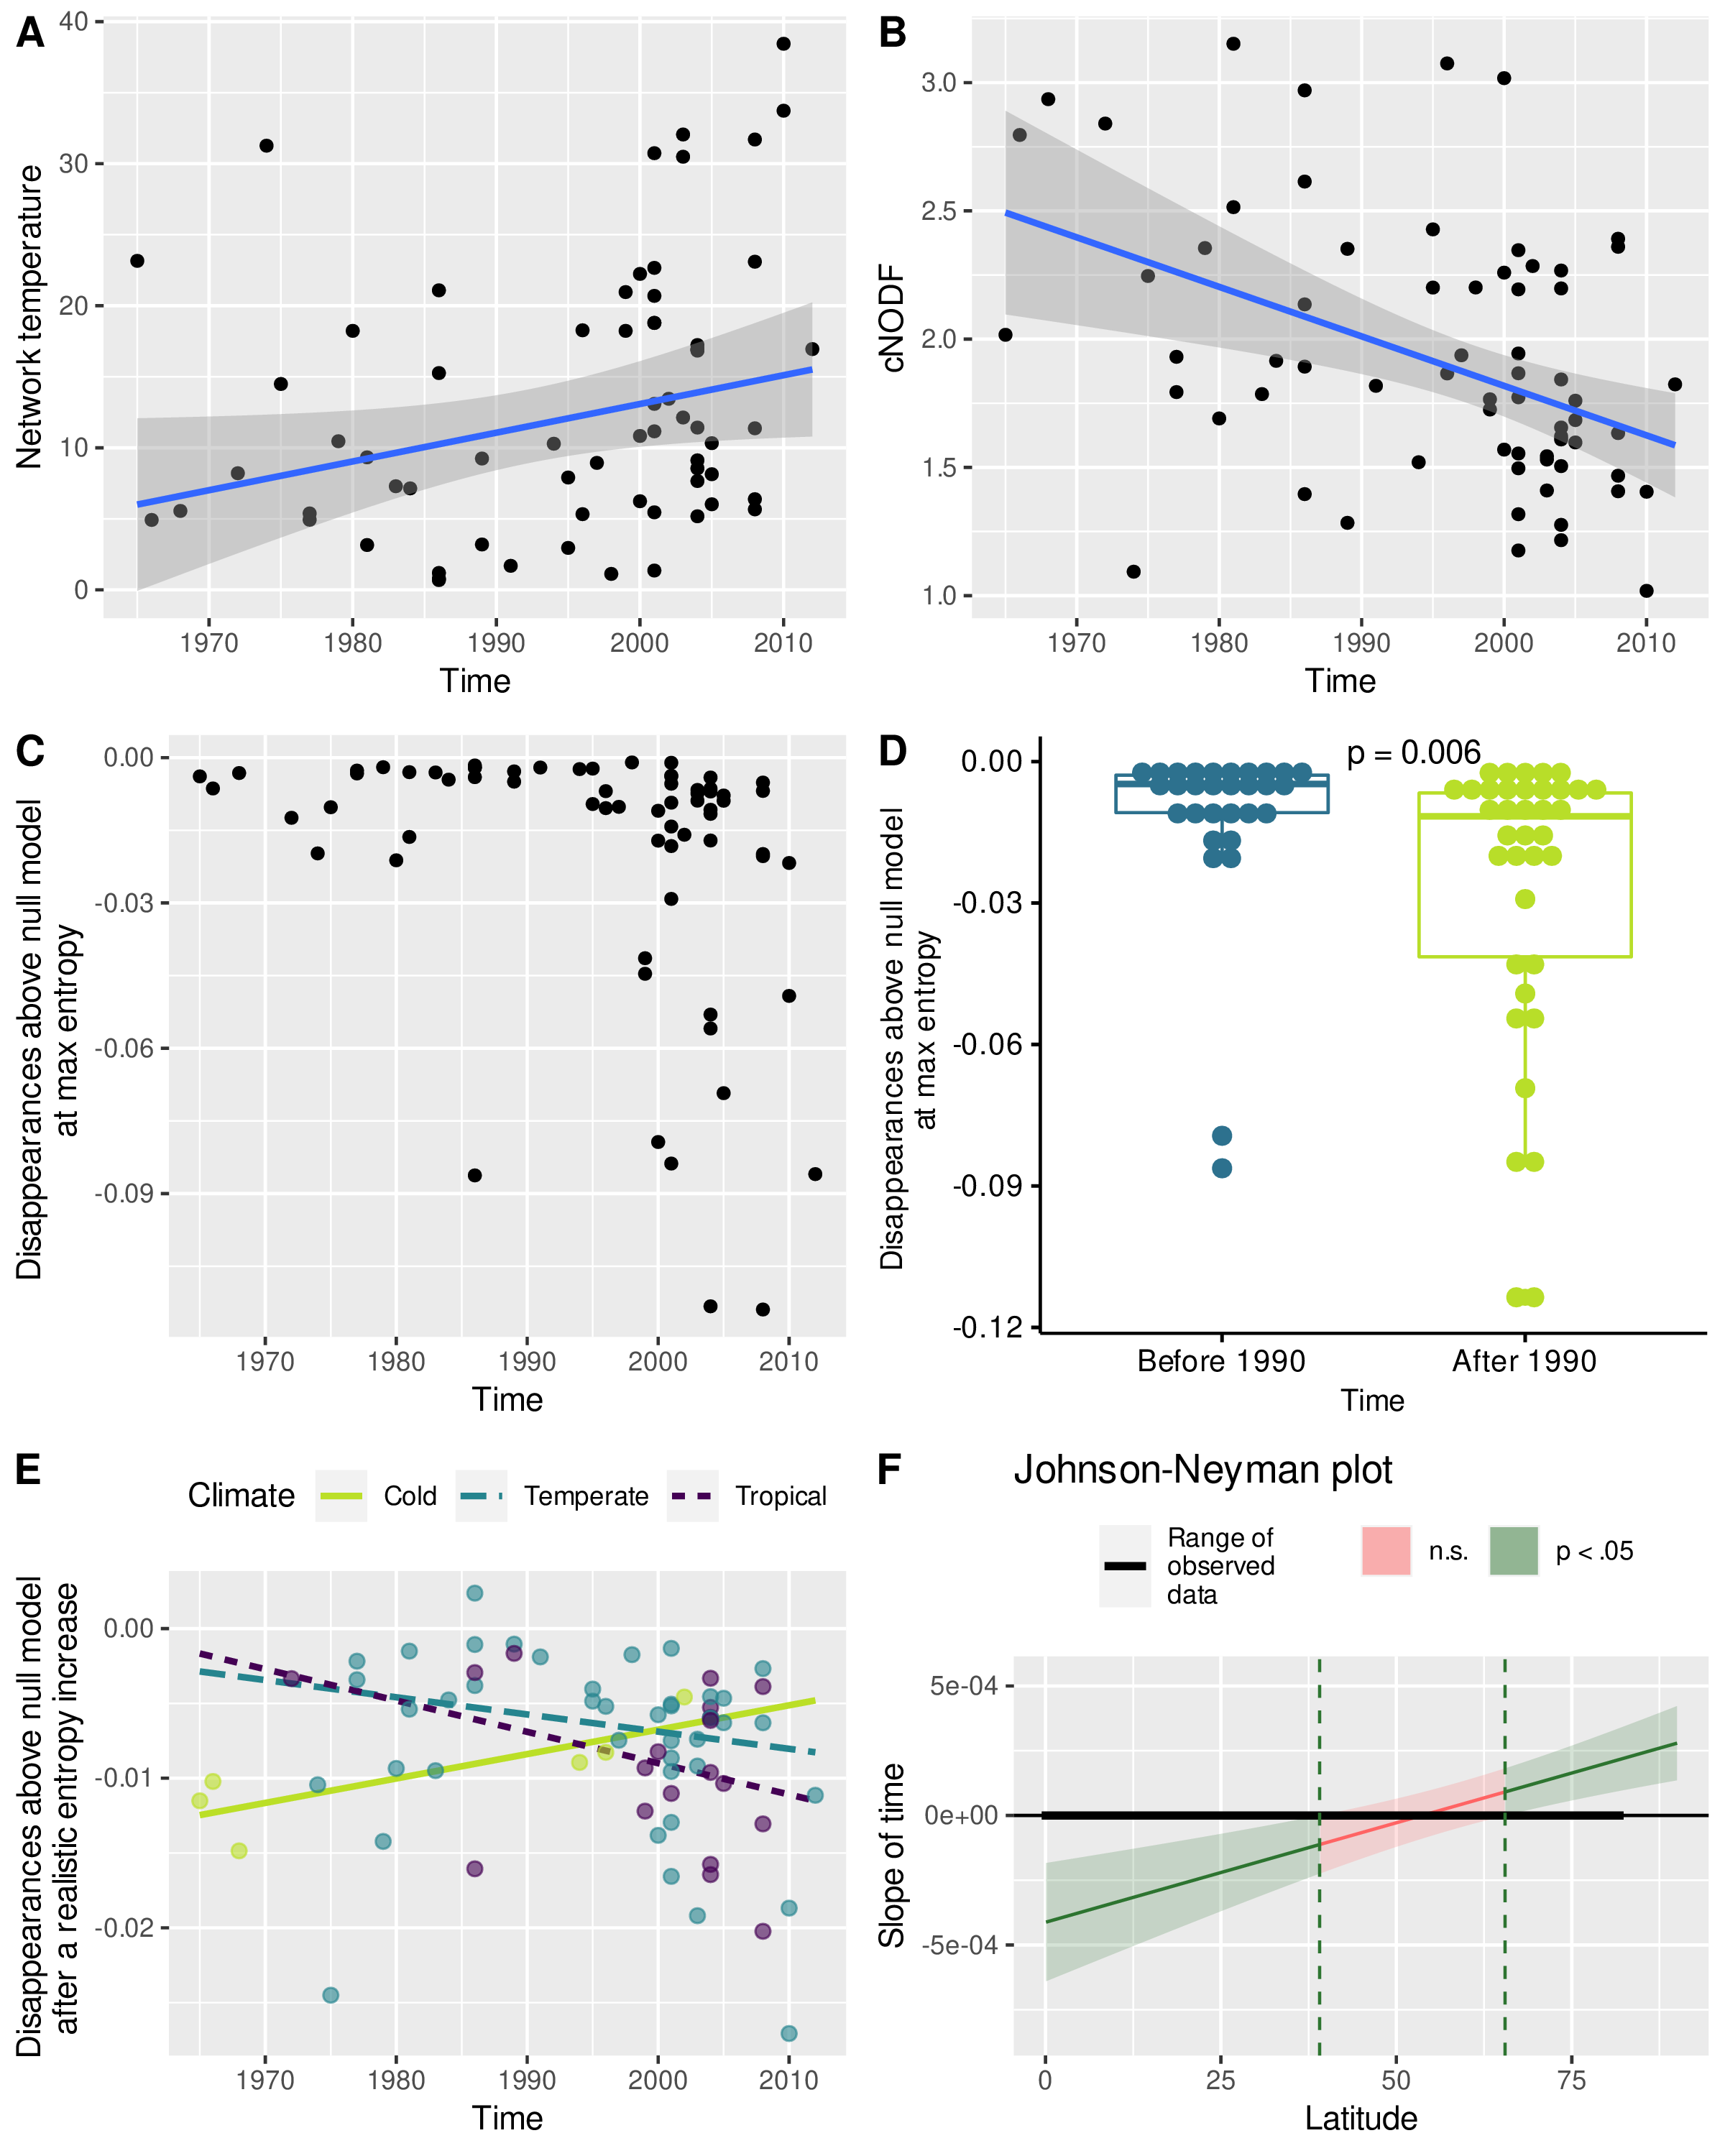 A
40
30
20
10
0
Network temperature
1970 1980 1990 2000 2010
Time
B
3.0
2.5
2.0
1.5
1.0
cNODF
1970 1980 1990 2000 2010
Time
C
0.00
-0.03
-0.06
-0.09
Disappearances above null model
at max entropy
1970 1980 1990 2000 2010
Time
D
p = 0.006
0.00
-0.03
-0.06
-0.09
-0.12
Disappearances above null model
at max entropy
Before 1990 After 1990
Time
E
Climate Cold Temperate Tropical
0.00
-0.01
-0.02
Disappearances above null model
after a realistic entropy increase
1970 1980 1990 2000 2010
Time
F
Johnson-Neyman plot
Range of
observed
data
n.s. p < .05
5e-04
0e+00
-5e-04
Slope of time
0 25 50 75
Latitude